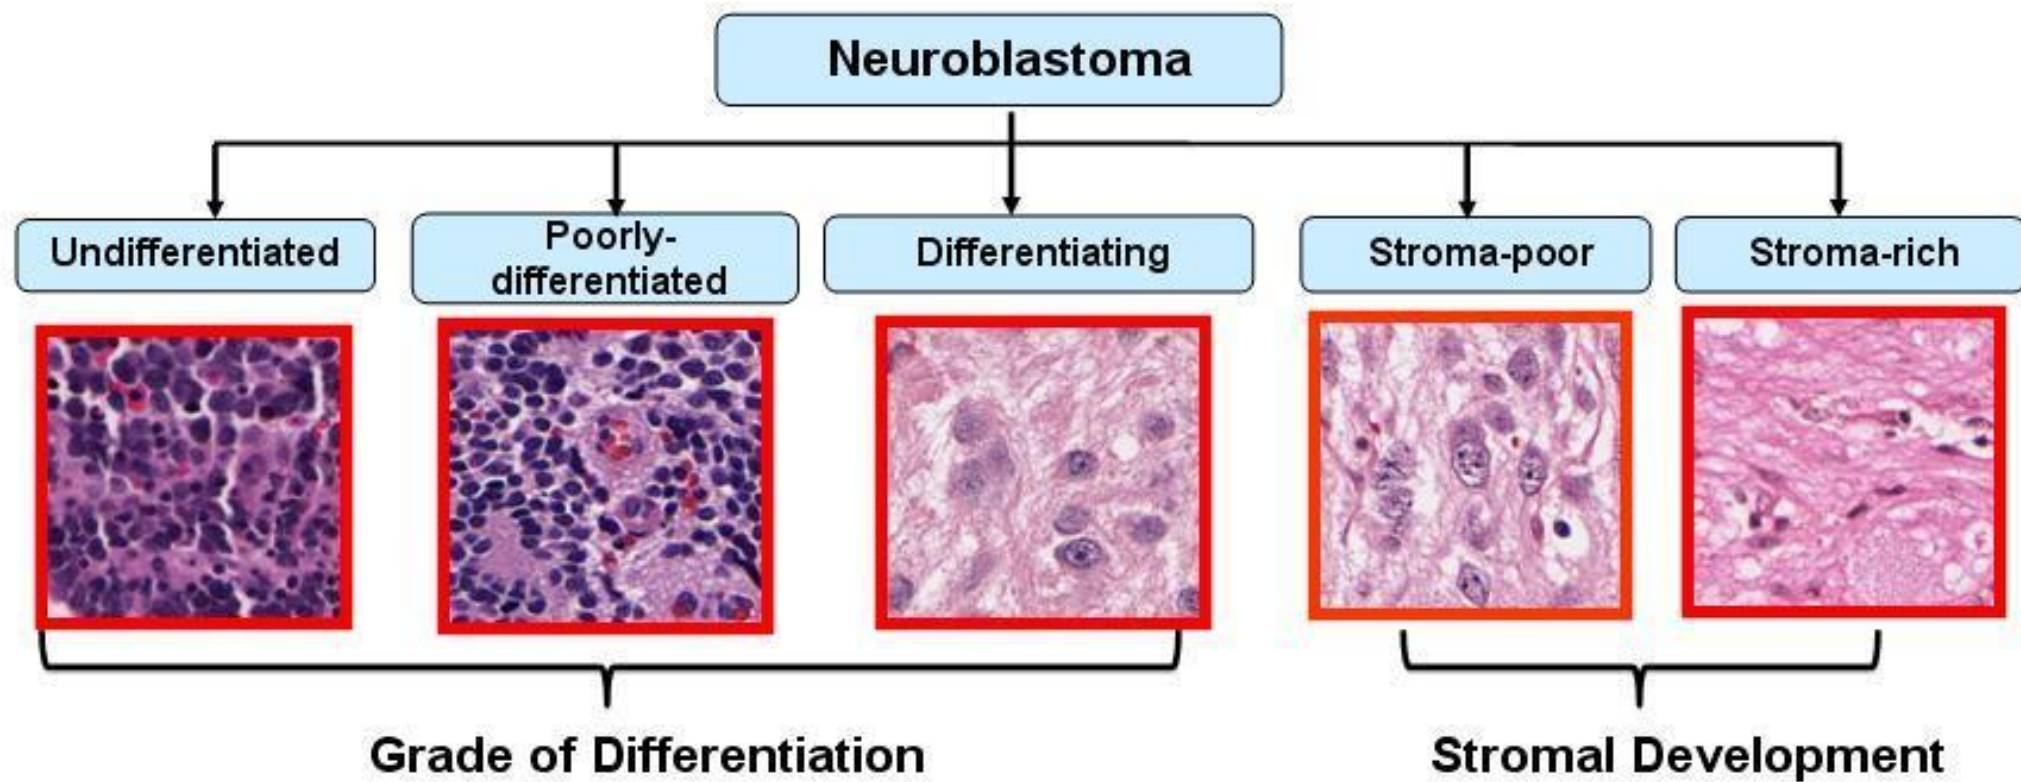 Neuroblastoma
Undifferentiated
Poorly-
differentiated
Differentiating
Stroma-poor
Stroma-rich
Grade of Differentiation
Stromal Development